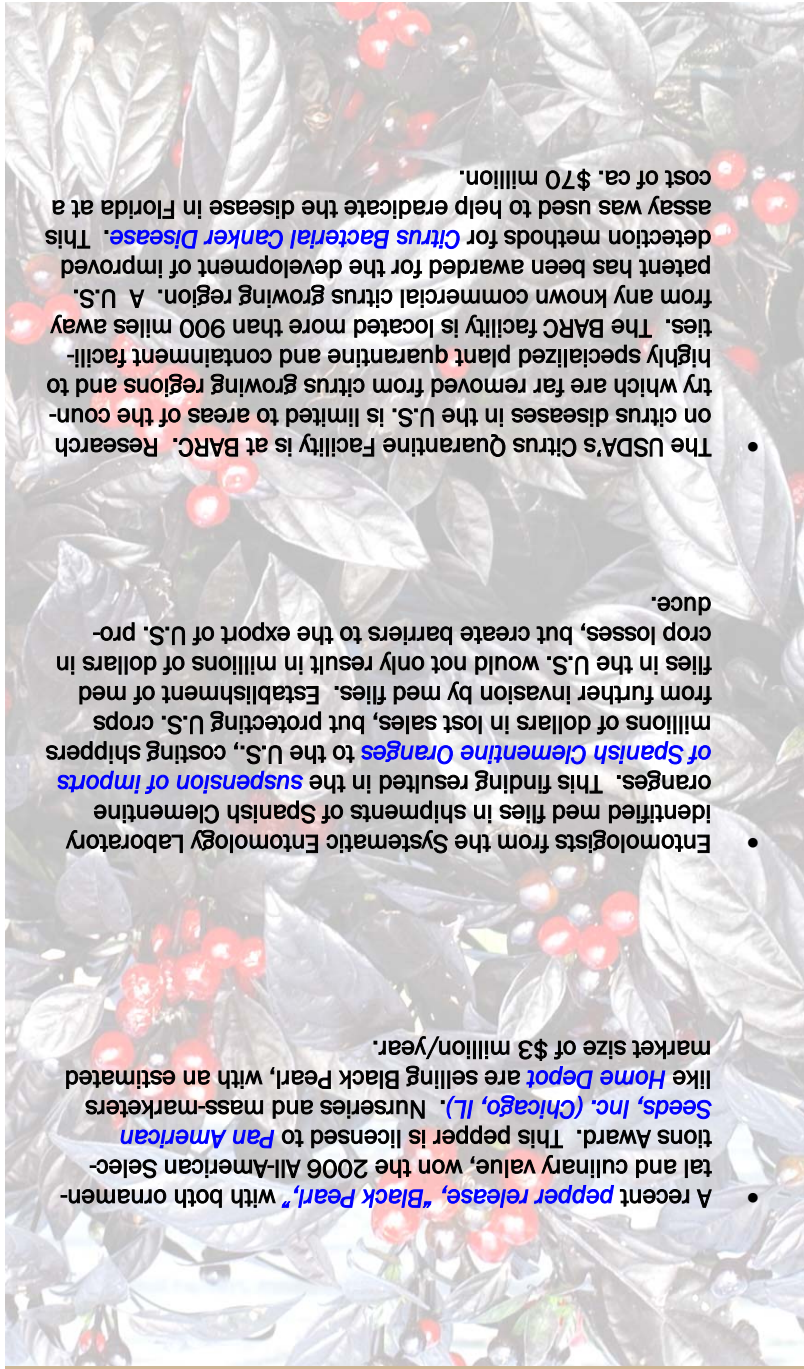 • A recent pepper release, “Black Pearl,” with both ornamen-
tal and culinary value, won the 2006 All-American Selec-
tions Award.  This pepper is licensed to Pan American
Seeds, Inc. (Chicago, IL).  Nurseries and mass-marketers
like Home Depot are selling Black Pearl, with an estimated
market size of $3 million/year.
• Entomologists from the Systematic Entomology Laboratory
identified med flies in shipments of Spanish Clementine
oranges.  This finding resulted in the suspension of imports
of Spanish Clementine Oranges to the U.S., costing shippers
millions of dollars in lost sales, but protecting U.S. crops
from further invasion by med flies.  Establishment of med
flies in the U.S. would not only result in millions of dollars in
crop losses, but create barriers to the export of U.S. pro-
duce.
• The USDA’s Citrus Quarantine Facility is at BARC.  Research
on citrus diseases in the U.S. is limited to areas of the coun-
try which are far removed from citrus growing regions and to
highly specialized plant quarantine and containment facili-
ties.  The BARC facility is located more than 900 miles away
from any known commercial citrus growing region.  A  U.S.
patent has been awarded for the development of improved
detection methods for Citrus Bacterial Canker Disease.  This
assay was used to help eradicate the disease in Florida at a
cost of ca. $70 million.